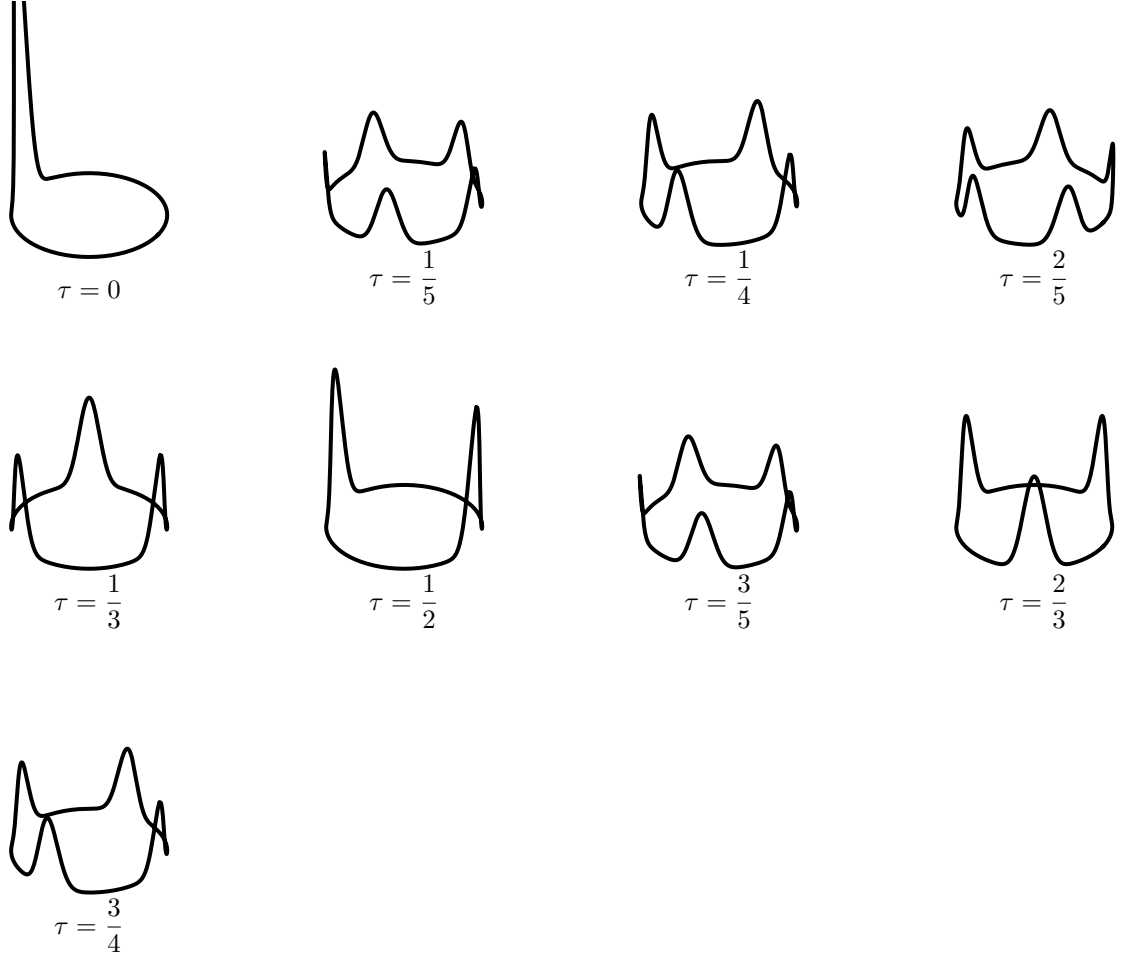 τ = 0
τ = 1/5
τ = 1/4
τ = 2/5
τ = 1/3
τ = 1/2
τ = 3/5
τ = 2/3
τ = 3/4